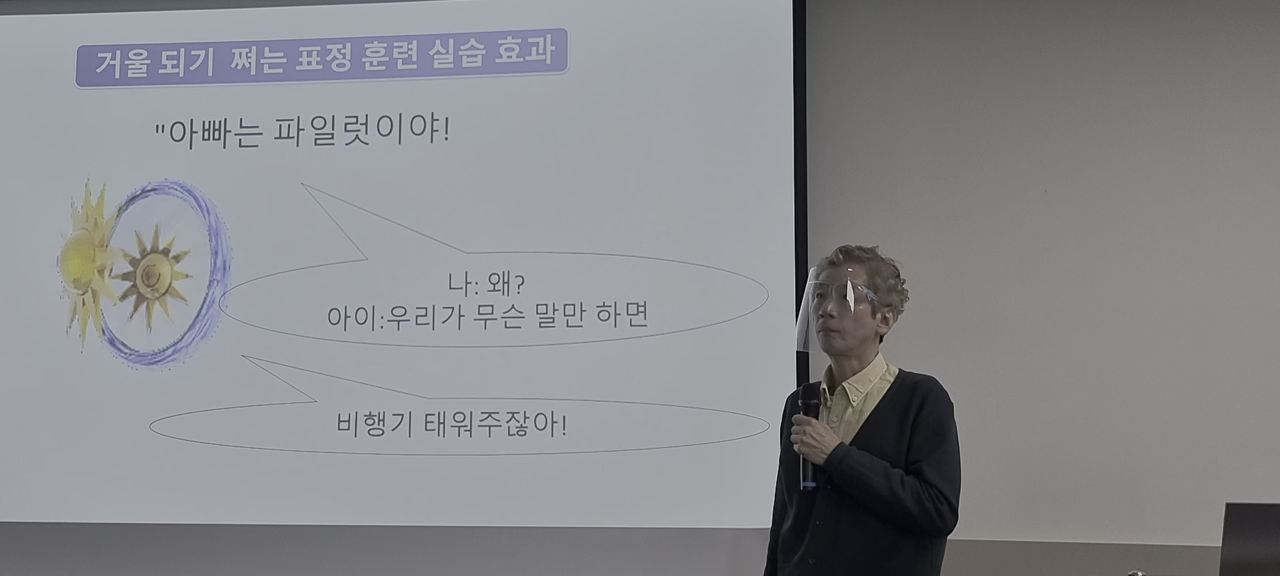 거울 되기 쩌는 표정 훈련 실습 효과
"아빠는 파일럿이야!
나: 왜?
아이:우리가 무슨 말만 하면
비행기 태워주잖아!